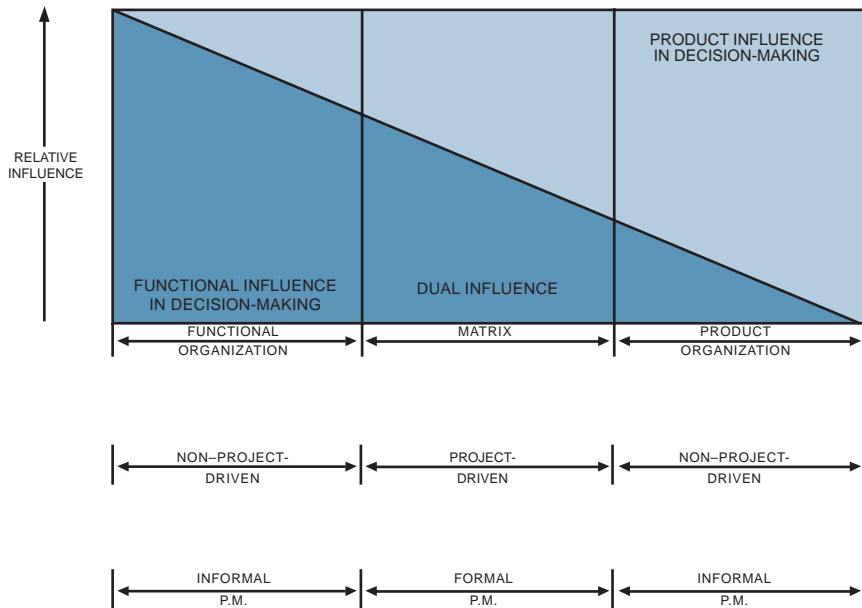 PRODUCT INFLUENCE
IN DECISION-MAKING
RELATIVE
INFLUENCE
FUNCTIONAL INFLUENCE
IN DECISION-MAKING
DUAL INFLUENCE
FUNCTIONAL
ORGANIZATION
MATRIX
PRODUCT
ORGANIZATION
NON–PROJECT-
DRIVEN
PROJECT-
DRIVEN
NON–PROJECT-
DRIVEN
INFORMAL
P.M.
FORMAL
P.M.
INFORMAL
P.M.